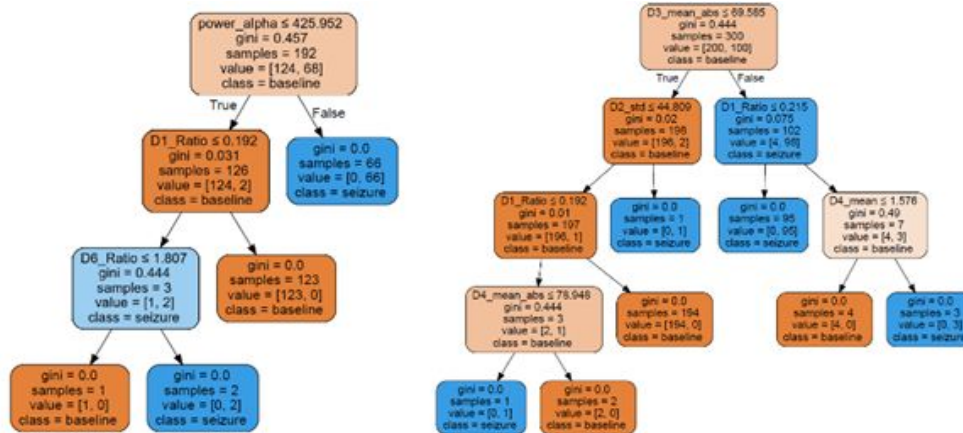 power_alpha ≤ 425.952
gini = 0.457
samples = 192
value = [124, 68]
class = baseline
True
False
D1_Ratio ≤ 0.192
gini = 0.031
samples = 126
value = [124, 2]
class = baseline
gini = 0.0
samples = 66
value = [0, 66]
class = seizure
D6_Ratio ≤ 1.807
gini = 0.444
samples = 3
value = [1, 2]
class = seizure
gini = 0.0
samples = 123
value = [123, 0]
class = baseline
gini = 0.0
samples = 1
value = [1, 0]
class = baseline
gini = 0.0
samples = 2
value = [0, 2]
class = seizure
D3_mean_abs ≤ 69.585
gini = 0.444
samples = 300
value = [200, 100]
class = baseline
True
False
D2_std ≤ 44.809
gini = 0.02
samples = 198
value = [196, 2]
class = baseline
D1_Ratio ≤ 0.215
gini = 0.075
samples = 102
value = [4, 98]
class = seizure
D1_Ratio ≤ 0.192
gini = 0.01
samples = 197
value = [196, 1]
class = baseline
gini = 0.0
samples = 1
value = [0, 1]
class = seizure
gini = 0.0
samples = 95
value = [0, 95]
class = seizure
D4_mean ≤ 1.576
gini = 0.49
samples = 7
value = [4, 3]
class = baseline
D4_mean_abs ≤ 76.946
gini = 0.444
samples = 3
value = [2, 1]
class = baseline
gini = 0.0
samples = 194
value = [194, 0]
class = baseline
gini = 0.0
samples = 4
value = [4, 0]
class = baseline
gini = 0.0
samples = 3
value = [0, 3]
class = seizure
gini = 0.0
samples = 1
value = [0, 1]
class = seizure
gini = 0.0
samples = 2
value = [2, 0]
class = baseline